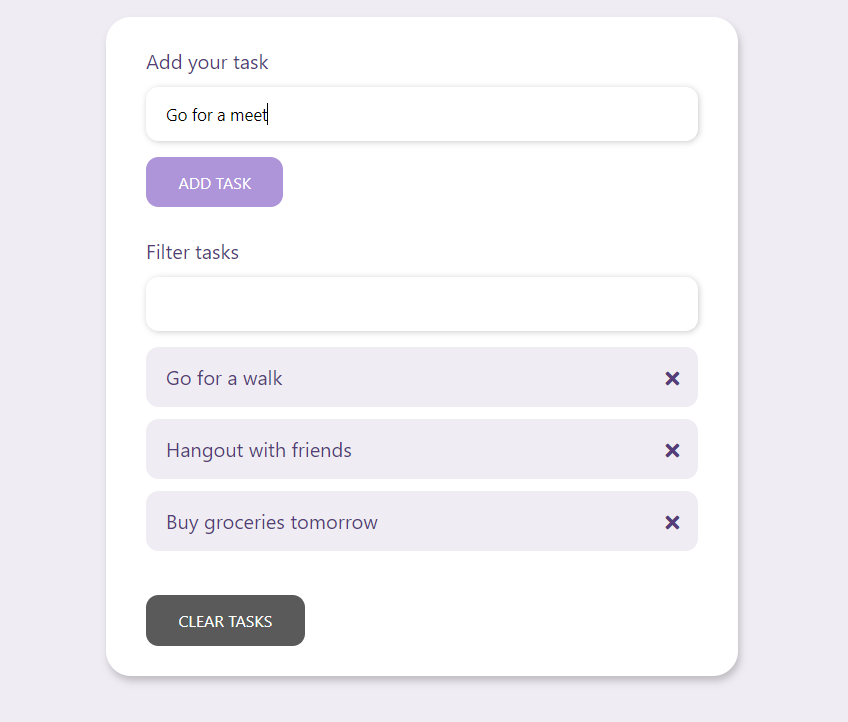 Add your task
Go for a meet
ADD TASK
Filter tasks
Go for a walk
Hangout with friends
Buy groceries tomorrow
CLEAR TASKS